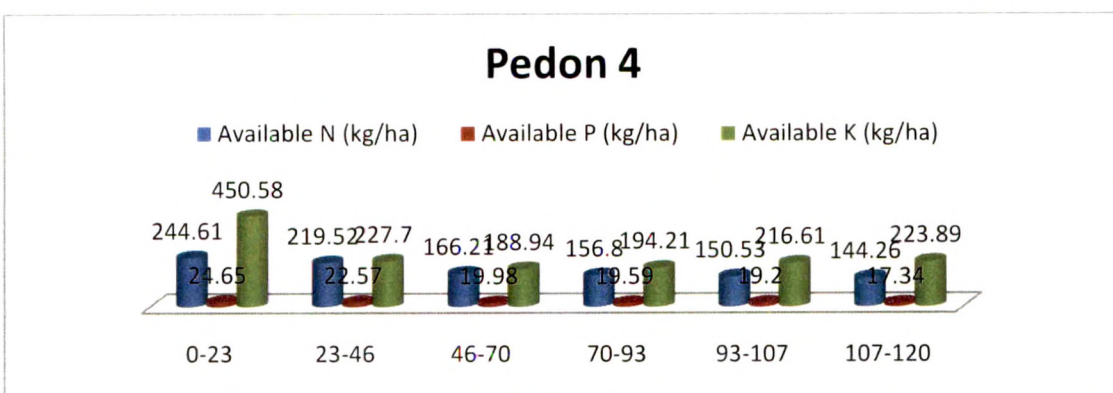 Pedon 4
Available N (kg/ha) Available P (kg/ha) Available K (kg/ha)
450.58
244.61 219.52 227.7 166.21 188.94 156.8 194.21 150.53 216.61 144.26 223.89
24.65 22.57 19.98 19.59 19.2 17.34
0-23 23-46 46-70 70-93 93-107 107-120